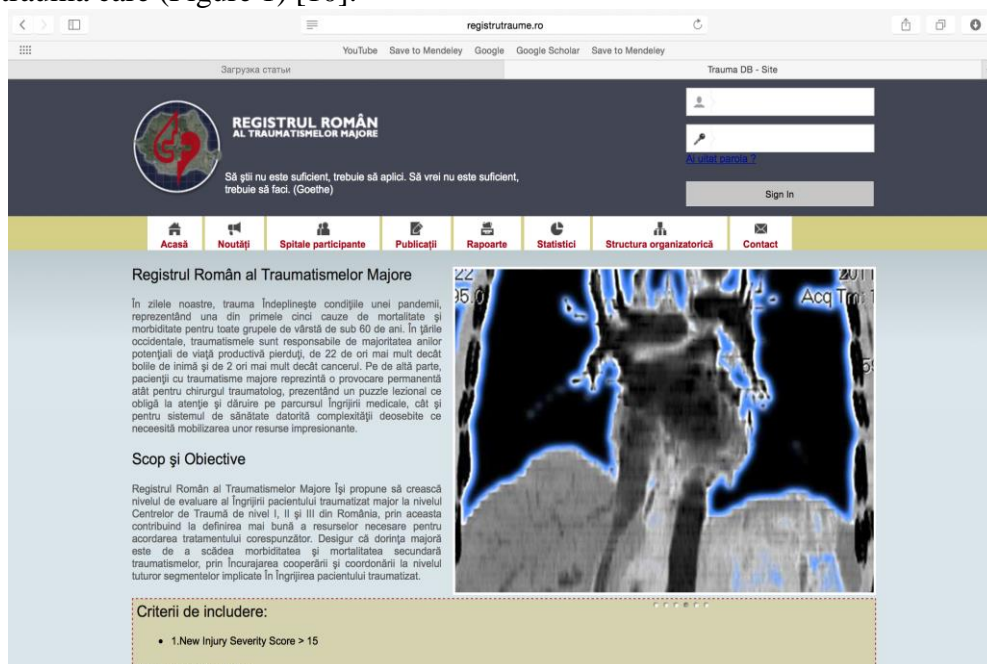 trauma care (Figure 1) [16].
registrutraume.ro
YouTube Save to Mendeley Google Google Scholar Save to Mendeley
Загрузка статьи
Trauma DB - Site
REGISTRUL ROMÂN
AL TRAUMATISMELOR MAJORE
Să ştii nu este suficient, trebuie să aplici. Să vrei nu este suficient,
trebuie să faci. (Goethe)
Ai uitat parola ?
Sign In
Acasă Noutăţi Spitale participante Publicaţii Rapoarte Statistici Structura organizatorică Contact
Registrul Român al Traumatismelor Majore
În zilele noastre, trauma Îndeplineşte condiţiile unei pandemii,
reprezentând una din primele cinci cauze de mortalitate şi
morbiditate pentru toate grupele de vârstă de sub 60 de ani. În ţările
occidentale, traumatismele sunt responsabile de majoritatea anilor
potenţiali de viaţă productivă pierduţi, de 22 de ori mai mult decât
bolile de inimă şi de 2 ori mai mult decât cancerul. Pe de altă parte,
pacienţii cu traumatisme majore reprezintă o provocare permanentă
atât pentru chirurgul traumatolog, prezentând un puzzle lezional ce
obligă la atenţie şi dăruire pe parcursul Îngrijirii medicale, cât şi
pentru sistemul de sănătate datorită complexităţii deosebite ce
neceesită mobilizarea unor resurse impresionante.
Scop şi Obiective
Registrul Român al Traumatismelor Majore Îşi propune să crească
nivelul de evaluare al Îngrijirii pacientului traumatizat major la nivelul
Centrelor de Traumă de nivel I, II şi III din România, prin aceasta
contribuind la definirea mai bună a resurselor necesare pentru
acordarea tratamentului corespunzător. Desigur că dorinţa majoră
este de a scădea morbiditatea şi mortalitatea secundară
traumatismelor, prin Încurajarea cooperării şi coordonării la nivelul
tuturor segmentelor implicate În Îngrijirea pacientului traumatizat.
22
95.0
Criterii de includere:
1.New Injury Severity Score > 15